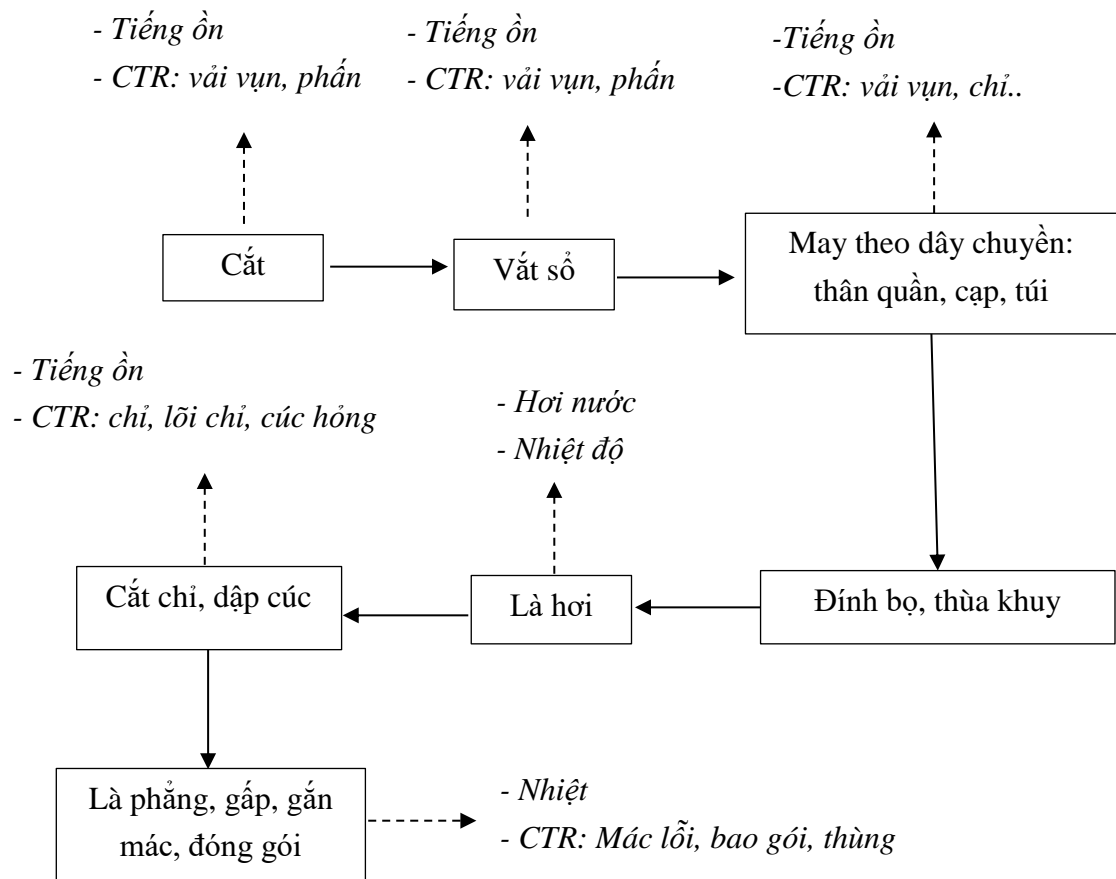 - Tiếng ồn
- CTR: vải vụn, phấn
- Tiếng ồn
- CTR: vải vụn, phấn
-Tiếng ồn
-CTR: vải vụn, chỉ..
Cắt
Vắt sổ
May theo dây chuyền:
thân quần, cạp, túi
- Tiếng ồn
- CTR: chỉ, lõi chỉ, cúc hỏng
- Hơi nước
- Nhiệt độ
Cắt chỉ, dập cúc
Là hơi
Đính bọ, thùa khuy
Là phẳng, gấp, gắn
mác, đóng gói
- Nhiệt
- CTR: Mác lỗi, bao gói, thùng